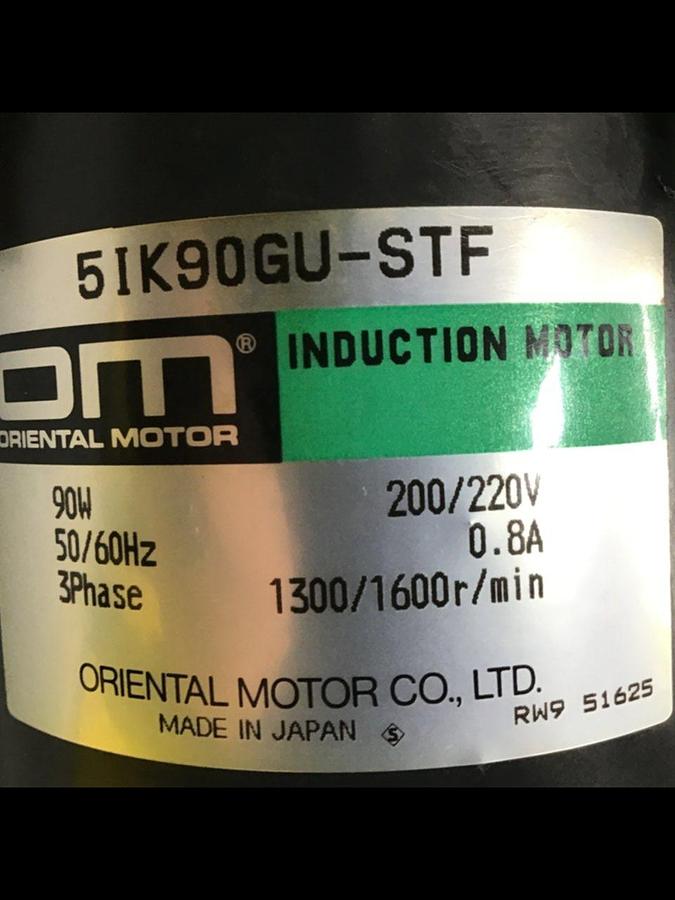 5IK90GU-STF
om®
ORIENTAL MOTOR
INDUCTION MOTOR
90W 200/220V
50/60Hz 0.8A
3Phase 1300/1600r/min
ORIENTAL MOTOR CO., LTD.
MADE IN JAPAN S RW9 51625